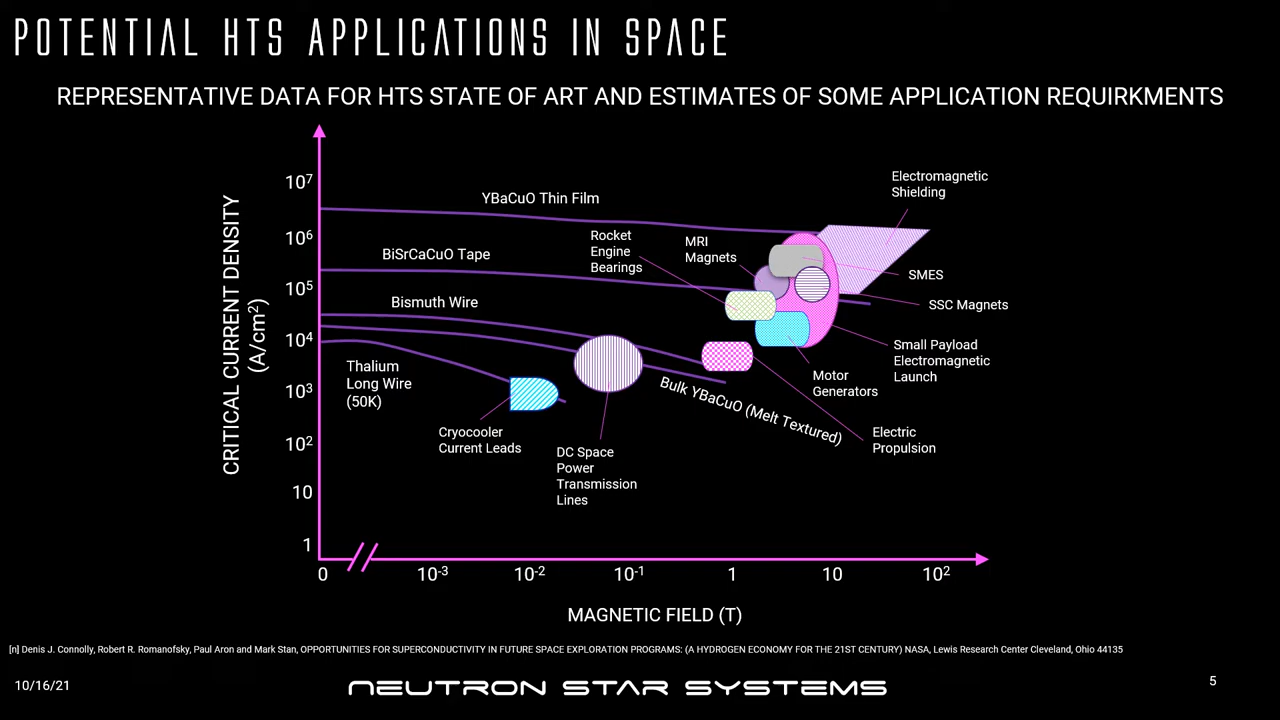 POTENTIAL HTS APPLICATIONS IN SPACE
REPRESENTATIVE DATA FOR HTS STATE OF ART AND ESTIMATES OF SOME APPLICATION REQUIRKMENTS
CRITICAL CURRENT DENSITY
(A/cm²)
10⁷
10⁶
10⁵
10⁴
10³
10²
10
1
YBaCuO Thin Film
BiSrCaCuO Tape
Bismuth Wire
Thalium
Long Wire
(50K)
Cryocooler
Current Leads
DC Space
Power
Transmission
Lines
Rocket
Engine
Bearings
MRI
Magnets
Bulk YBaCuO (Melt Textured)
Electromagnetic
Shielding
SMES
SSC Magnets
Small Payload
Electromagnetic
Launch
Motor
Generators
Electric
Propulsion
0
10⁻³
10⁻²
10⁻¹
1
10
10²
MAGNETIC FIELD (T)
[n] Denis J. Connolly, Robert R. Romanofsky, Paul Aron and Mark Stan, OPPORTUNITIES FOR SUPERCONDUCTIVITY IN FUTURE SPACE EXPLORATION PROGRAMS: (A HYDROGEN ECONOMY FOR THE 21ST CENTURY) NASA, Lewis Research Center Cleveland, Ohio 44135
10/16/21
NEUTRON STAR SYSTEMS
5